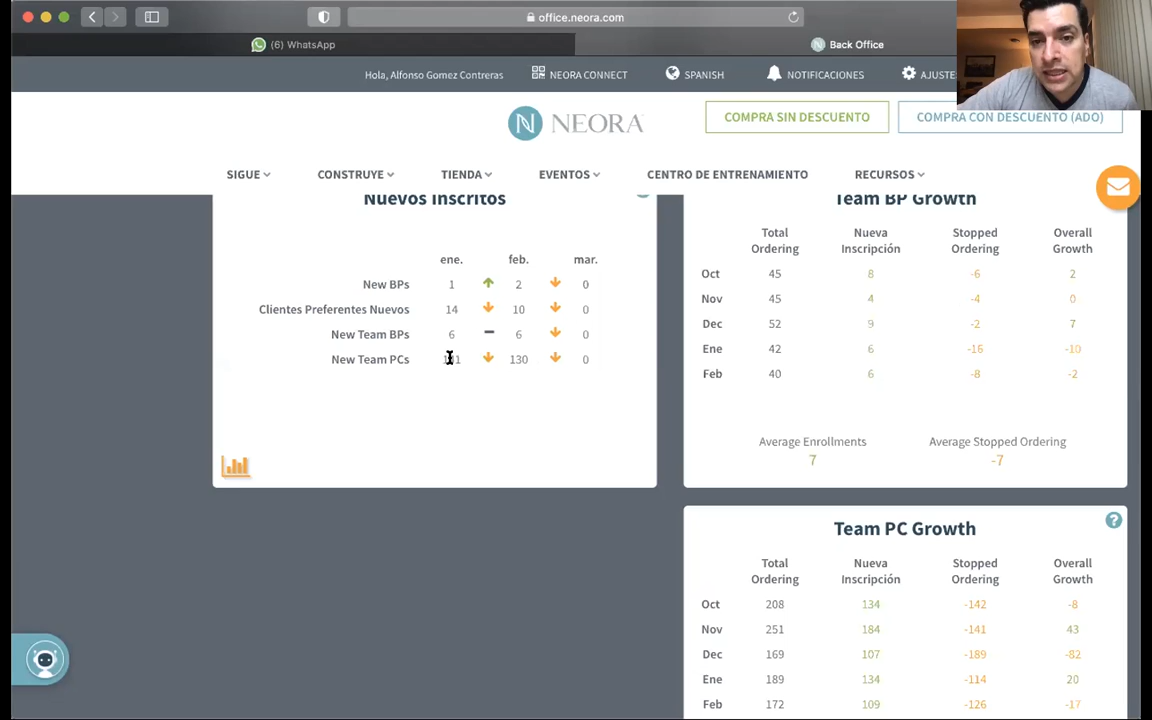 office.neora.com
(6) WhatsApp
Back Office
Hola, Alfonso Gomez Contreras NEORA CONNECT SPANISH NOTIFICACIONES AJUSTE
N NEORA COMPRA SIN DESCUENTO COMPRA CON DESCUENTO (ADO)
SIGUE CONSTRUYE TIENDA EVENTOS CENTRO DE ENTRENAMIENTO RECURSOS
Nuevos Inscritos
ene. feb. mar.
New BPs 1 2 0
Clientes Preferentes Nuevos 14 10 0
New Team BPs 6 6 0
New Team PCs 130 0
Team BP Growth
Total Ordering Nueva Inscripción Stopped Ordering Overall Growth
Oct 45 8 -6 2
Nov 45 4 -4 0
Dec 52 9 -2 7
Ene 42 6 -16 -10
Feb 40 6 -8 -2
Average Enrollments Average Stopped Ordering
7 -7
Team PC Growth ?
Total Ordering Nueva Inscripción Stopped Ordering Overall Growth
Oct 208 134 -142 -8
Nov 251 184 -141 43
Dec 169 107 -189 -82
Ene 189 134 -114 20
Feb 172 109 -126 -17